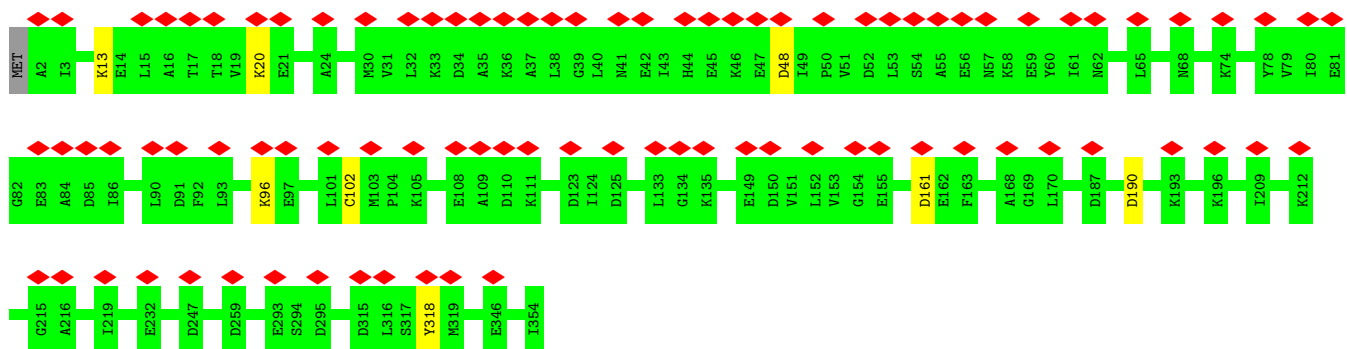 MET A2 I3 K13 E14 L15 A16 T17 T18 V19 K20 E21 A24 M30 V31 L32 K33 D34 A35 K36 A37 L38 G39 L40 N41 E42 I43 H44 E45 K46 E47 D48 I49 P50 V51 D52 L53 S54 A55 E56 N57 K58 E59 Y60 I61 N62 L65 N68 K74 Y78 V79 I80 E81
G82 E83 A84 D85 I86 L90 D91 F92 L93 K96 E97 L101 C102 M103 P104 K105 E108 A109 D110 K111 D123 I124 D125 L133 G134 K135 E149 D150 V151 L152 V153 G154 E155 D161 E162 F163 A168 G169 L170 D187 D190 K193 K196 I209 K212
G215 A216 I219 E232 D247 D259 E293 S294 D295 D315 L316 S317 Y318 M319 E346 I354